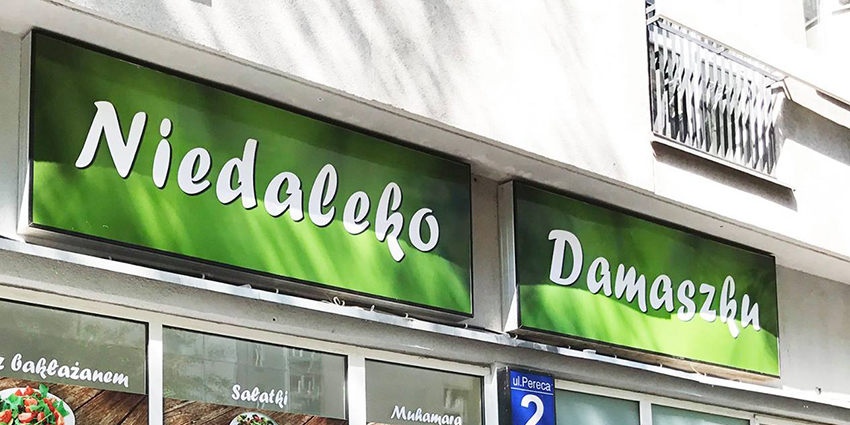 Niedaleko
Damaszku
z bakłażanem
Sałatki
Muhamara
ul.Pereca
2